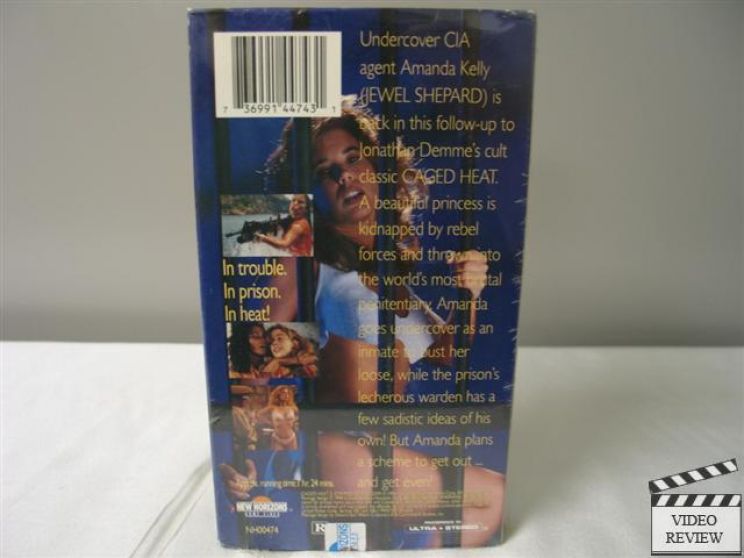 Undercover CIA
agent Amanda Kelly
(JEWEL SHEPARD) is
back in this follow-up to
Jonathan Demme's cult
classic CAGED HEAT.
A beautiful princess is
kidnapped by rebel
forces and thrown into
the world's most brutal
penitentiary. Amanda
goes undercover as an
inmate to bust her
loose, while the prison's
lecherous warden has a
few sadistic ideas of his
own! But Amanda plans
a scheme to get out ...
and get even!
7 36991 44743 1
In trouble.
In prison.
In heat!
running time: 1 hr. 24 mins.
NEW HORIZONS
HOME VIDEO
NH00474
R
ULTRA STEREO
VIDEO
REVIEW